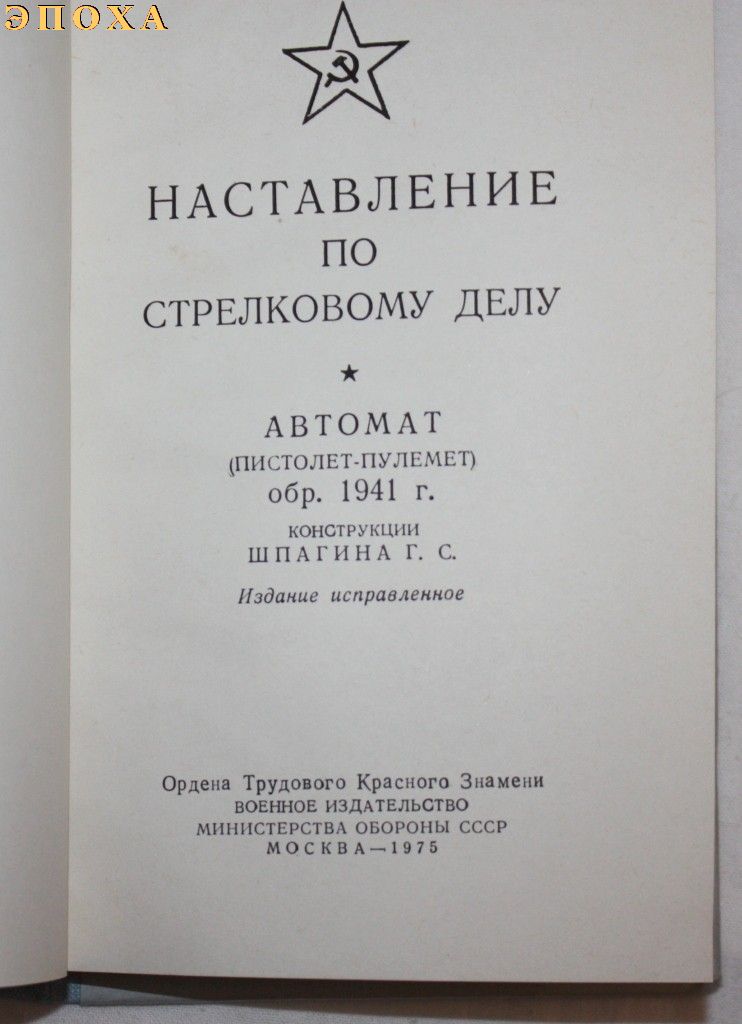 ЭПОХА
НАСТАВЛЕНИЕ
ПО
СТРЕЛКОВОМУ ДЕЛУ
АВТОМАТ
(ПИСТОЛЕТ-ПУЛЕМЕТ)
обр. 1941 г.
КОНСТРУКЦИИ
ШПАГИНА Г. С.
Издание исправленное
Ордена Трудового Красного Знамени
ВОЕННОЕ ИЗДАТЕЛЬСТВО
МИНИСТЕРСТВА ОБОРОНЫ СССР
МОСКВА—1975